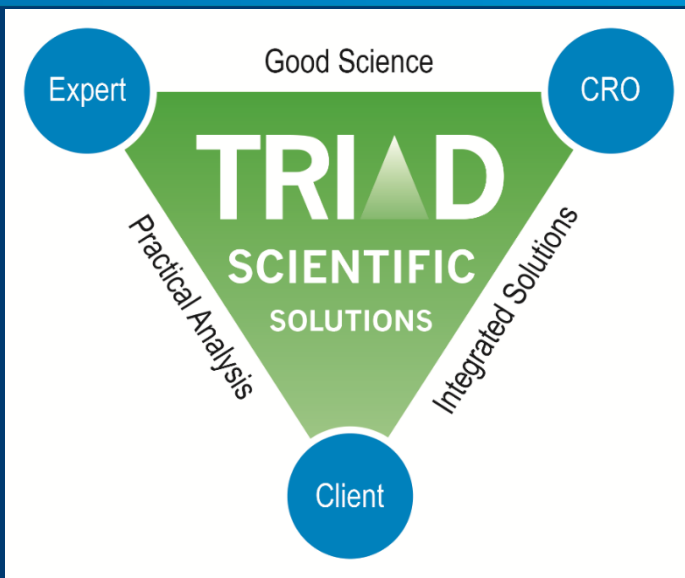 Good Science
Expert
CRO
TRIAD
SCIENTIFIC
SOLUTIONS
Practical Analysis
Integrated Solutions
Client